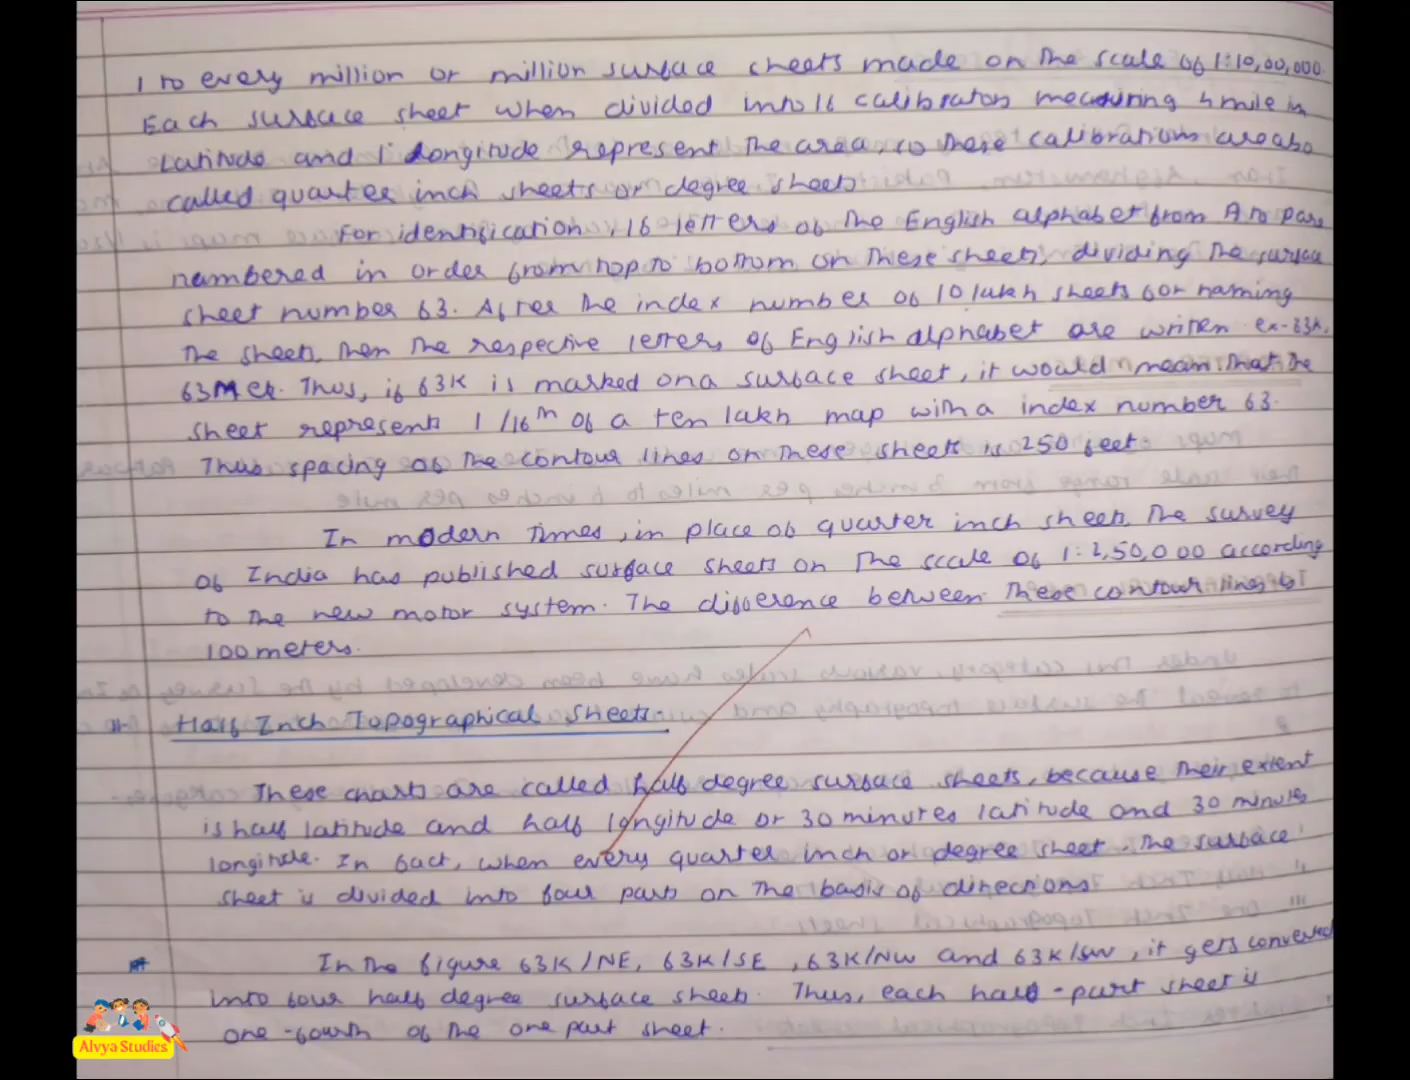 1 to every million or million surface sheets made on the scale of 1:10,00,000.
Each surface sheet when divided into 16 calibrators measuring 4 mile in
Latitude and 1° Longitude represent the area, so these calibrations are also
called quarter inch sheets or degree sheets
For identification, 16 letters of the English alphabet from A to P are
numbered in order from top to bottom on these sheets, dividing the surface
sheet number 63. After the index number of 10 lakh sheets for naming
the sheets, then the respective letters of English alphabet are written ex-63K,
63M etc. Thus, if 63K is marked on a surface sheet, it would mean that the
sheet represents 1/16th of a ten lakh map with a index number 63.
Thus spacing of the contour lines on these sheets is 250 feet.
In modern times, in place of quarter inch sheets, the survey
of India has published surface sheets on the scale of 1:2,50,000 according
to the new motor system. The difference between these contour lines is
100 meters.
Half Inch Topographical Sheets-
These charts are called half degree surface sheets, because their extent
is half latitude and half longitude or 30 minutes latitude and 30 minutes
longitude. In fact, when every quarter inch or degree sheet, the surface
sheet is divided into four parts on the basis of directions
In the figure 63K/NE, 63K/SE, 63K/NW and 63K/SW, it gets converted
into four half degree surface sheets. Thus, each half-part sheet is
one-fourth of the one part sheet.
Alvya Studies